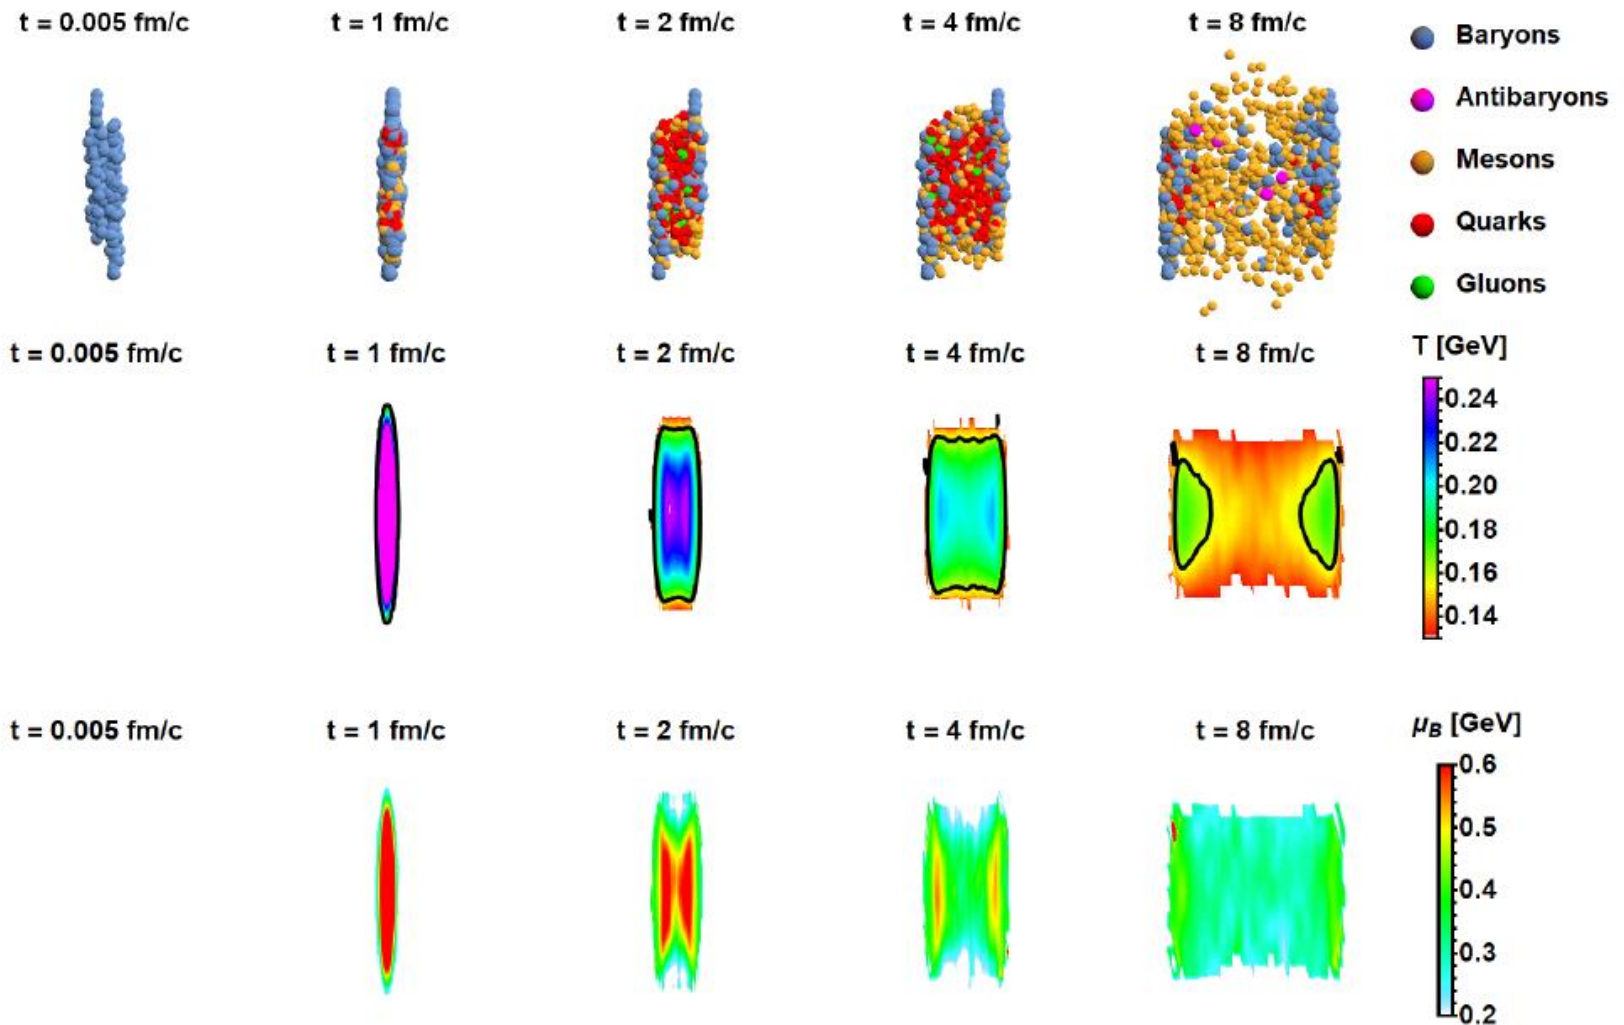 t = 0.005 fm/c t = 1 fm/c t = 2 fm/c t = 4 fm/c t = 8 fm/c
Baryons
Antibaryons
Mesons
Quarks
Gluons
t = 0.005 fm/c t = 1 fm/c t = 2 fm/c t = 4 fm/c t = 8 fm/c
T [GeV]
0.24
0.22
0.20
0.18
0.16
0.14
t = 0.005 fm/c t = 1 fm/c t = 2 fm/c t = 4 fm/c t = 8 fm/c
μB [GeV]
0.6
0.5
0.4
0.3
0.2